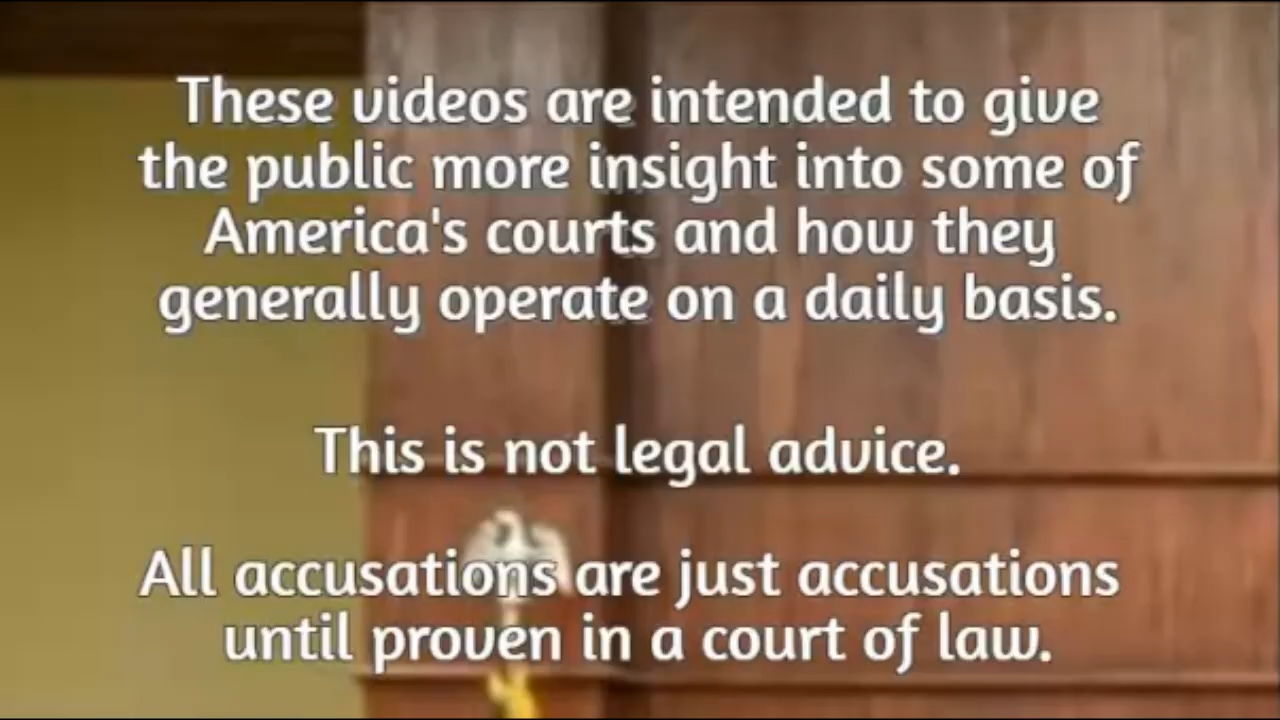 These videos are intended to give
the public more insight into some of
America's courts and how they
generally operate on a daily basis.
This is not legal advice.
All accusations are just accusations
until proven in a court of law.